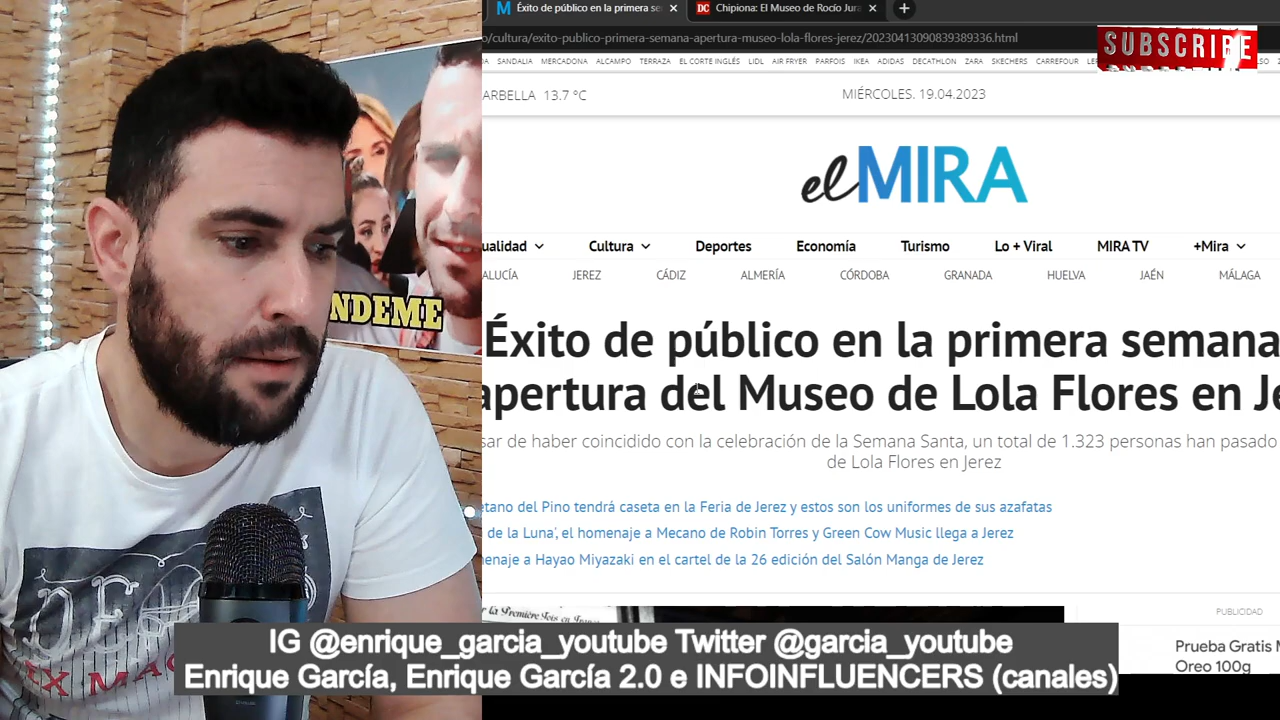 Éxito de público en la primera se
Chipiona: El Museo de Rocío Jura
/cultura/exito-publico-primera-semana-apertura-museo-lola-flores-jerez/20230413090839389336.html
SUBSCRIBE
SANDALIA MERCADONA ALCAMPO TERRAZA EL CORTE INGLÉS LIDL AIR FRYER PARFOIS IKEA ADIDAS DECATHLON ZARA SKECHERS CARREFOUR
ARBELLA 13.7 °C
MIÉRCOLES. 19.04.2023
elMIRA
ualidad Cultura Deportes Economía Turismo Lo + Viral MIRA TV +Mira
ALUCÍA JEREZ CÁDIZ ALMERÍA CÓRDOBA GRANADA HUELVA JAÉN MÁLAGA
NDEME
Éxito de público en la primera semana
apertura del Museo de Lola Flores en Je
sar de haber coincidido con la celebración de la Semana Santa, un total de 1.323 personas han pasado
de Lola Flores en Jerez
etano del Pino tendrá caseta en la Feria de Jerez y estos son los uniformes de sus azafatas
de la Luna', el homenaje a Mecano de Robin Torres y Green Cow Music llega a Jerez
enaje a Hayao Miyazaki en el cartel de la 26 edición del Salón Manga de Jerez
PUBLICIDAD
Prueba Gratis
Oreo 100g
IG @enrique_garcia_youtube Twitter @garcia_youtube
Enrique García, Enrique García 2.0 e INFOINFLUENCERS (canales)